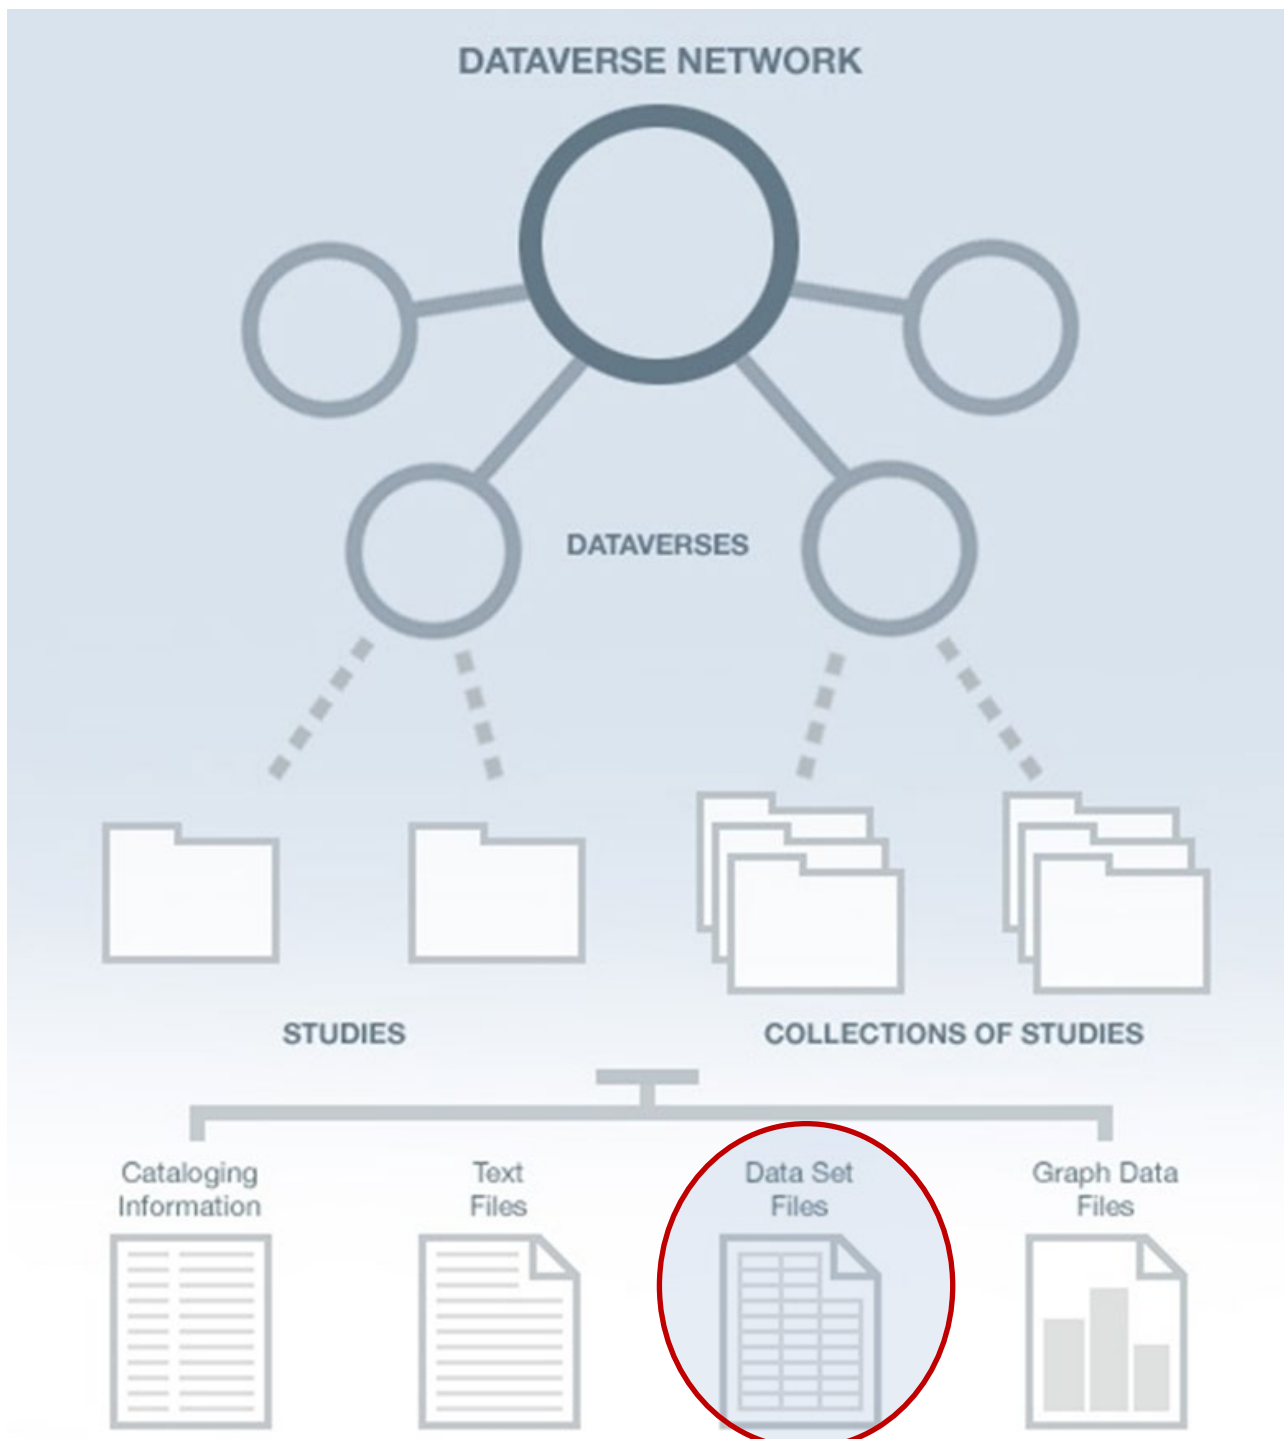 DATAVERSE NETWORK
DATAVERSES
STUDIES
COLLECTIONS OF STUDIES
Cataloging
Information
Text
Files
Data Set
Files
Graph Data
Files